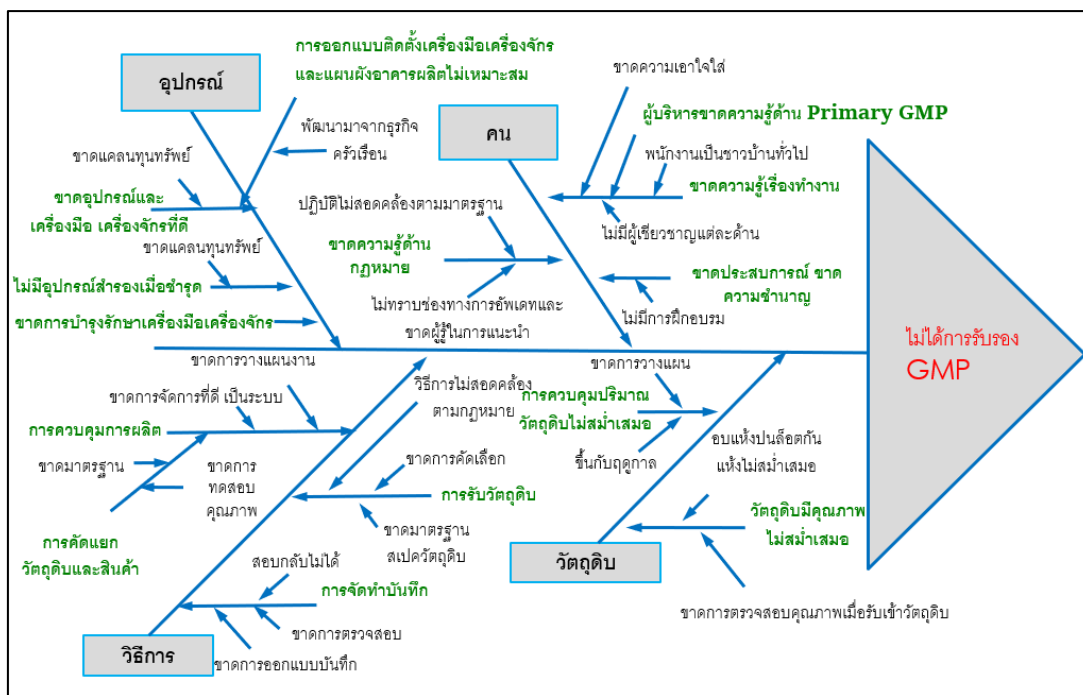 การออกแบบติดตั้งเครื่องมือเครื่องจักร
และแผนผังอาคารผลิตไม่เหมาะสม
อุปกรณ์
พัฒนามาจากธุรกิจ
ครัวเรือน
ขาดแคลนทุนทรัพย์
ขาดอุปกรณ์และ
เครื่องมือ เครื่องจักรที่ดี
ขาดแคลนทุนทรัพย์
ไม่มีอุปกรณ์สำรองเมื่อชำรุด
ขาดการบำรุงรักษาเครื่องมือเครื่องจักร
คน
ขาดความเอาใจใส่
ผู้บริหารขาดความรู้ด้าน Primary GMP
พนักงานเป็นชาวบ้านทั่วไป
ขาดความรู้เรื่องทำงาน
ไม่มีผู้เชี่ยวชาญแต่ละด้าน
ปฏิบัติไม่สอดคล้องตามมาตรฐาน
ขาดความรู้ด้าน
กฎหมาย
ไม่ทราบช่องทางการอัพเดทและ
ขาดผู้รู้ในการแนะนำ
ขาดประสบการณ์ ขาด
ความชำนาญ
ไม่มีการฝึกอบรม
ไม่ได้การรับรอง
GMP
ขาดการวางแผนงาน
ขาดการจัดการที่ดี เป็นระบบ
การควบคุมการผลิต
ขาดมาตรฐาน
ขาดการ
ทดสอบ
คุณภาพ
การคัดแยก
วัตถุดิบและสินค้า
วิธีการไม่สอดคล้อง
ตามกฎหมาย
ขาดการคัดเลือก
การรับวัตถุดิบ
ขาดมาตรฐาน
สเปควัตถุดิบ
สอบกลับไม่ได้
การจัดทำบันทึก
ขาดการตรวจสอบ
ขาดการออกแบบบันทึก
วิธีการ
ขาดการวางแผน
การควบคุมปริมาณ
วัตถุดิบไม่สม่ำเสมอ
ขึ้นกับฤดูกาล
อบแห้งปนล็อตกัน
แห้งไม่สม่ำเสมอ
วัตถุดิบมีคุณภาพ
ไม่สม่ำเสมอ
ขาดการตรวจสอบคุณภาพเมื่อรับเข้าวัตถุดิบ
วัตถุดิบ